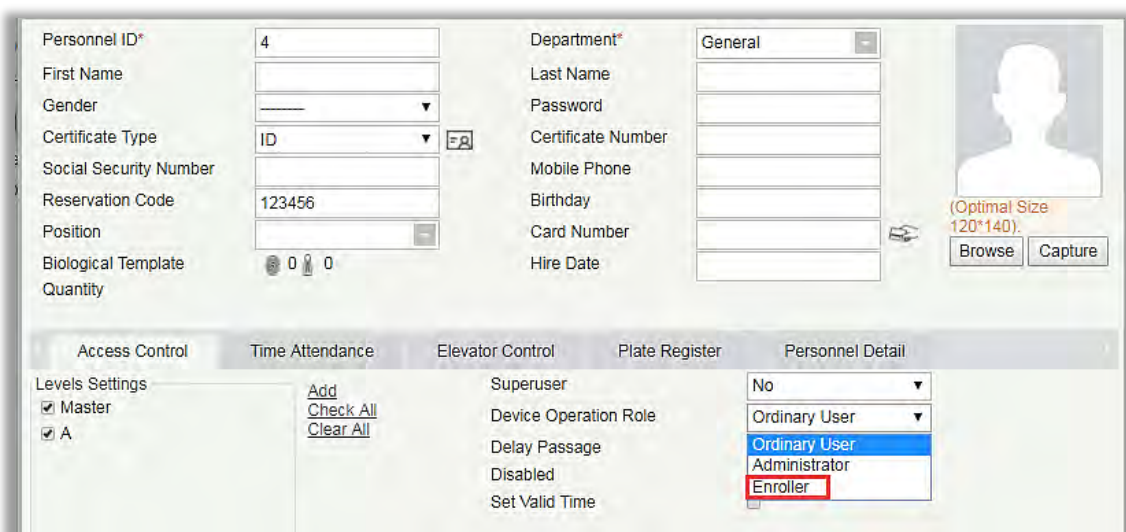 Personnel ID* 4 Department* General
First Name Last Name
Gender -------- Password
Certificate Type ID Certificate Number
Social Security Number Mobile Phone
Reservation Code 123456 Birthday
(Optimal Size
120*140).
Position Card Number
Browse Capture
Biological Template 0 0 Hire Date
Quantity
Access Control Time Attendance Elevator Control Plate Register Personnel Detail
Levels Settings Add Superuser No
Master Check All Device Operation Role Ordinary User
A Clear All
Delay Passage Ordinary User
Disabled Administrator
Enroller
Set Valid Time